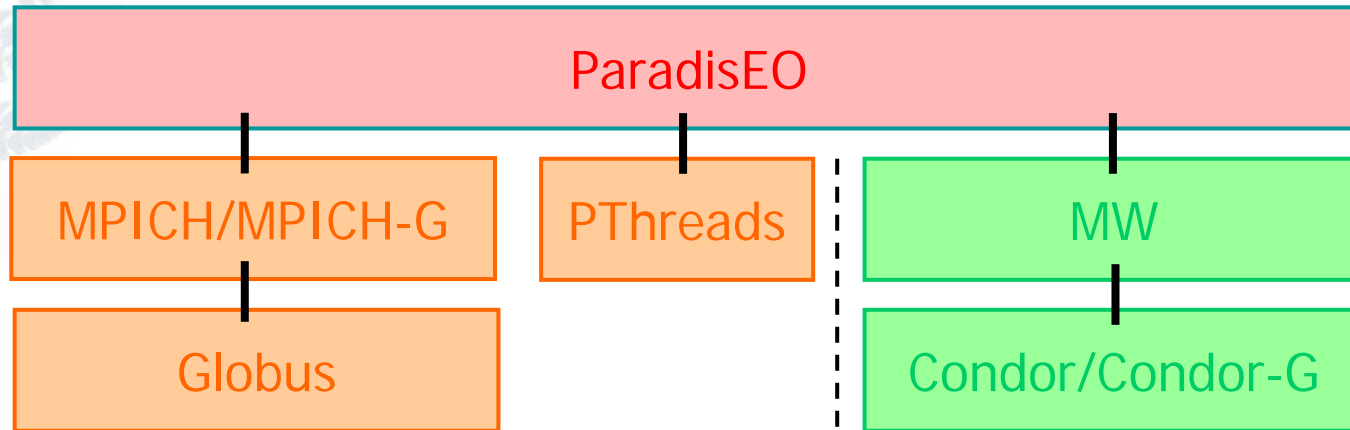 ParadisEO
MPICH/MPICH-G
PThreads
MW
Globus
Condor/Condor-G